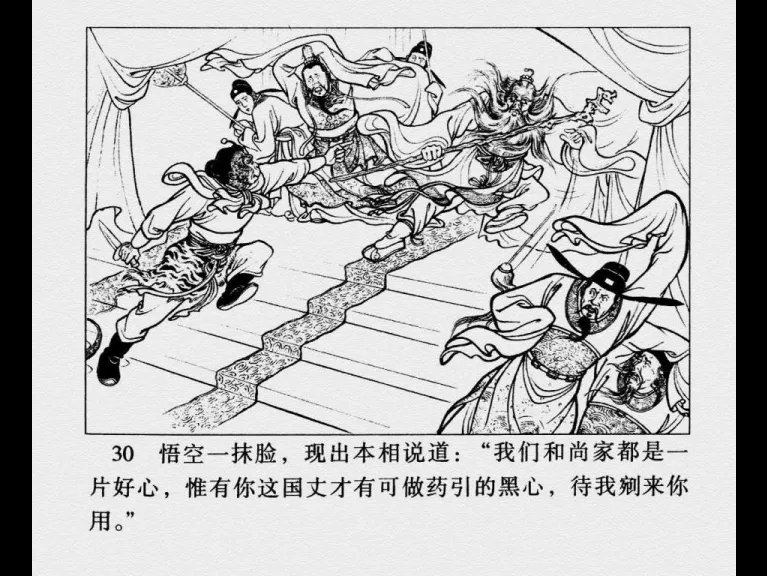 30 悟空一抹脸，现出本相说道：“我们和尚家都是一
片好心，惟有你这国丈才有可做药引的黑心，待我剜来你
用。”